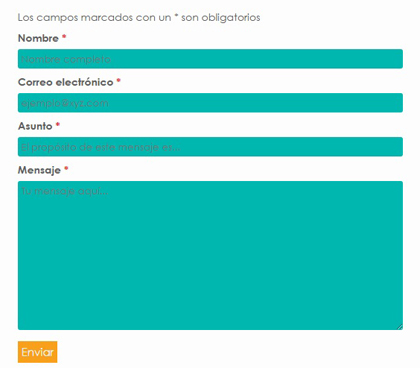 Los campos marcados con un * son obligatorios
Nombre *
Nombre completo
Correo electrónico *
ejemplo@xyz.com
Asunto *
El proposito de este mensaje es...
Mensaje *
Tu mensaje aquí...
Enviar